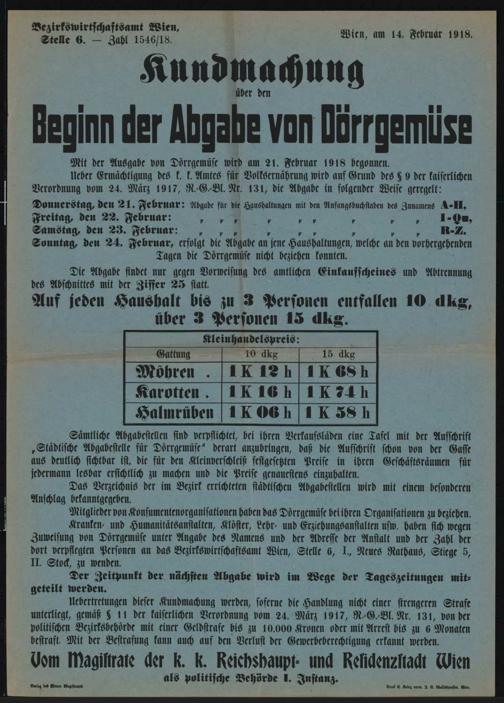 Bezirkswirtschaftsamt Wien,
Stelle 6. — Zahl 1546/18.
Wien, am 14. Februar 1918.
Kundmachung
über den
Beginn der Abgabe von Dörrgemüse
Mit der Ausgabe von Dörrgemüse wird am 21. Februar 1918 begonnen.
Ueber Ermächtigung des k. k. Amtes für Volksernährung wird auf Grund des § 9 der kaiserlichen
Verordnung vom 24. März 1917, R.-G.-Bl. Nr. 131, die Abgabe in folgender Weise geregelt:
Donnerstag, den 21. Februar: Abgabe für die Haushaltungen mit den Anfangsbuchstaben des Zunamens A-H,
Freitag, den 22. Februar: „ „ „ „ „ „ „ „ I-Qu,
Samstag, den 23. Februar: „ „ „ „ „ „ „ „ R-Z.
Sonntag, den 24. Februar, erfolgt die Abgabe an jene Haushaltungen, welche an den vorhergehenden
Tagen die Dörrgemüse nicht beziehen konnten.
Die Abgabe findet nur gegen Vorweisung des amtlichen Einkaufscheines und Abtrennung
des Abschnittes mit der Ziffer 25 statt.
Auf jeden Haushalt bis zu 3 Personen entfallen 10 dkg,
über 3 Personen 15 dkg.
Kleinhandelspreis:
Gattung 10 dkg 15 dkg
Möhren . 1 K 12 h 1 K 68 h
Karotten . 1 K 16 h 1 K 74 h
Halmrüben 1 K 06 h 1 K 58 h
Sämtliche Abgabestellen sind verpflichtet, bei ihren Verkaufsläden eine Tafel mit der Aufschrift
„Städtische Abgabestelle für Dörrgemüse" derart anzubringen, daß die Aufschrift schon von der Gasse
aus deutlich sichtbar ist, die für den Kleinverschleiß festgesetzten Preise in ihren Geschäftsräumen für
jedermann lesbar ersichtlich zu machen und die Preise genauestens einzuhalten.
Das Verzeichnis der im Bezirk errichteten städtischen Abgabestellen wird mit einem besonderen
Anschlag bekanntgegeben.
Mitglieder von Konsumentenorganisationen haben das Dörrgemüse bei ihren Organisationen zu beziehen.
Kranken- und Humanitätsanstalten, Klöster, Lehr- und Erziehungsanstalten usw. haben sich wegen
Zuweisung von Dörrgemüse unter Angabe des Namens und der Adresse der Anstalt und der Zahl der
dort verpflegten Personen an das Bezirkswirtschaftsamt Wien, Stelle 6, I., Neues Rathaus, Stiege 5,
II. Stock, zu wenden.
Der Zeitpunkt der nächsten Abgabe wird im Wege der Tageszeitungen mit-
geteilt werden.
Uebertretungen dieser Kundmachung werden, soferne die Handlung nicht einer strengeren Strafe
unterliegt, gemäß § 11 der kaiserlichen Verordnung vom 24. März 1917, R.-G.-Bl. Nr. 131, von der
politischen Bezirksbehörde mit einer Geldstrafe bis zu 10.000 Kronen oder mit Arrest bis zu 6 Monaten
bestraft. Mit der Bestrafung kann auch auf den Verlust der Gewerbeberechtigung erkannt werden.
Vom Magistrate der k. k. Reichshaupt- und Residenzstadt Wien
als politische Behörde I. Instanz.
Verlag des Wiener Magistrates